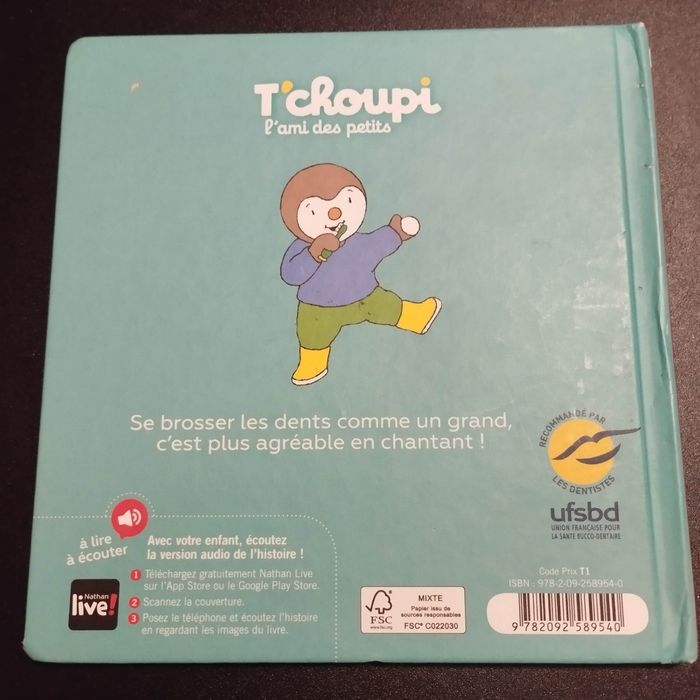 T'choupi
l'ami des petits
Se brosser les dents comme un grand,
c'est plus agréable en chantant !
RECOMMANDÉ PAR
LES DENTISTES
ufsbd
UNION FRANÇAISE POUR
LA SANTÉ BUCCO-DENTAIRE
à lire
à écouter
Avec votre enfant, écoutez
la version audio de l'histoire !
1 Téléchargez gratuitement Nathan Live
sur l'App Store ou le Google Play Store.
2 Scannez la couverture.
3 Posez le téléphone et écoutez l'histoire
en regardant les images du livre.
Nathan
live!
FSC
www.fsc.org
MIXTE
Papier issu de
sources responsables
FSC® C022030
Code Prix T1
ISBN : 978-2-09-258954-0
9 782092 589540